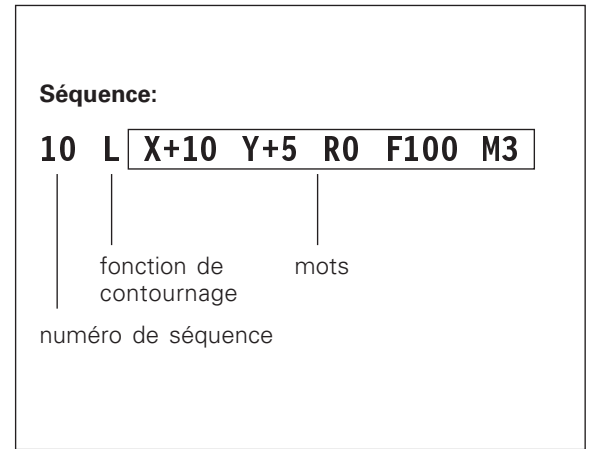 Séquence:
10 L X+10 Y+5 R0 F100 M3
fonction de contournage
mots
numéro de séquence